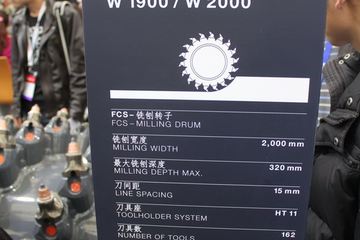 W 1900 / W 2000
FCS-铣刨转子
FCS-MILLING DRUM
铣刨宽度
MILLING WIDTH 2,000 mm
最大铣刨深度
MILLING DEPTH MAX. 320 mm
刀间距
LINE SPACING 15 mm
刀具座
TOOLHOLDER SYSTEM HT 11
刀具数
NUMBER OF TOOLS 162